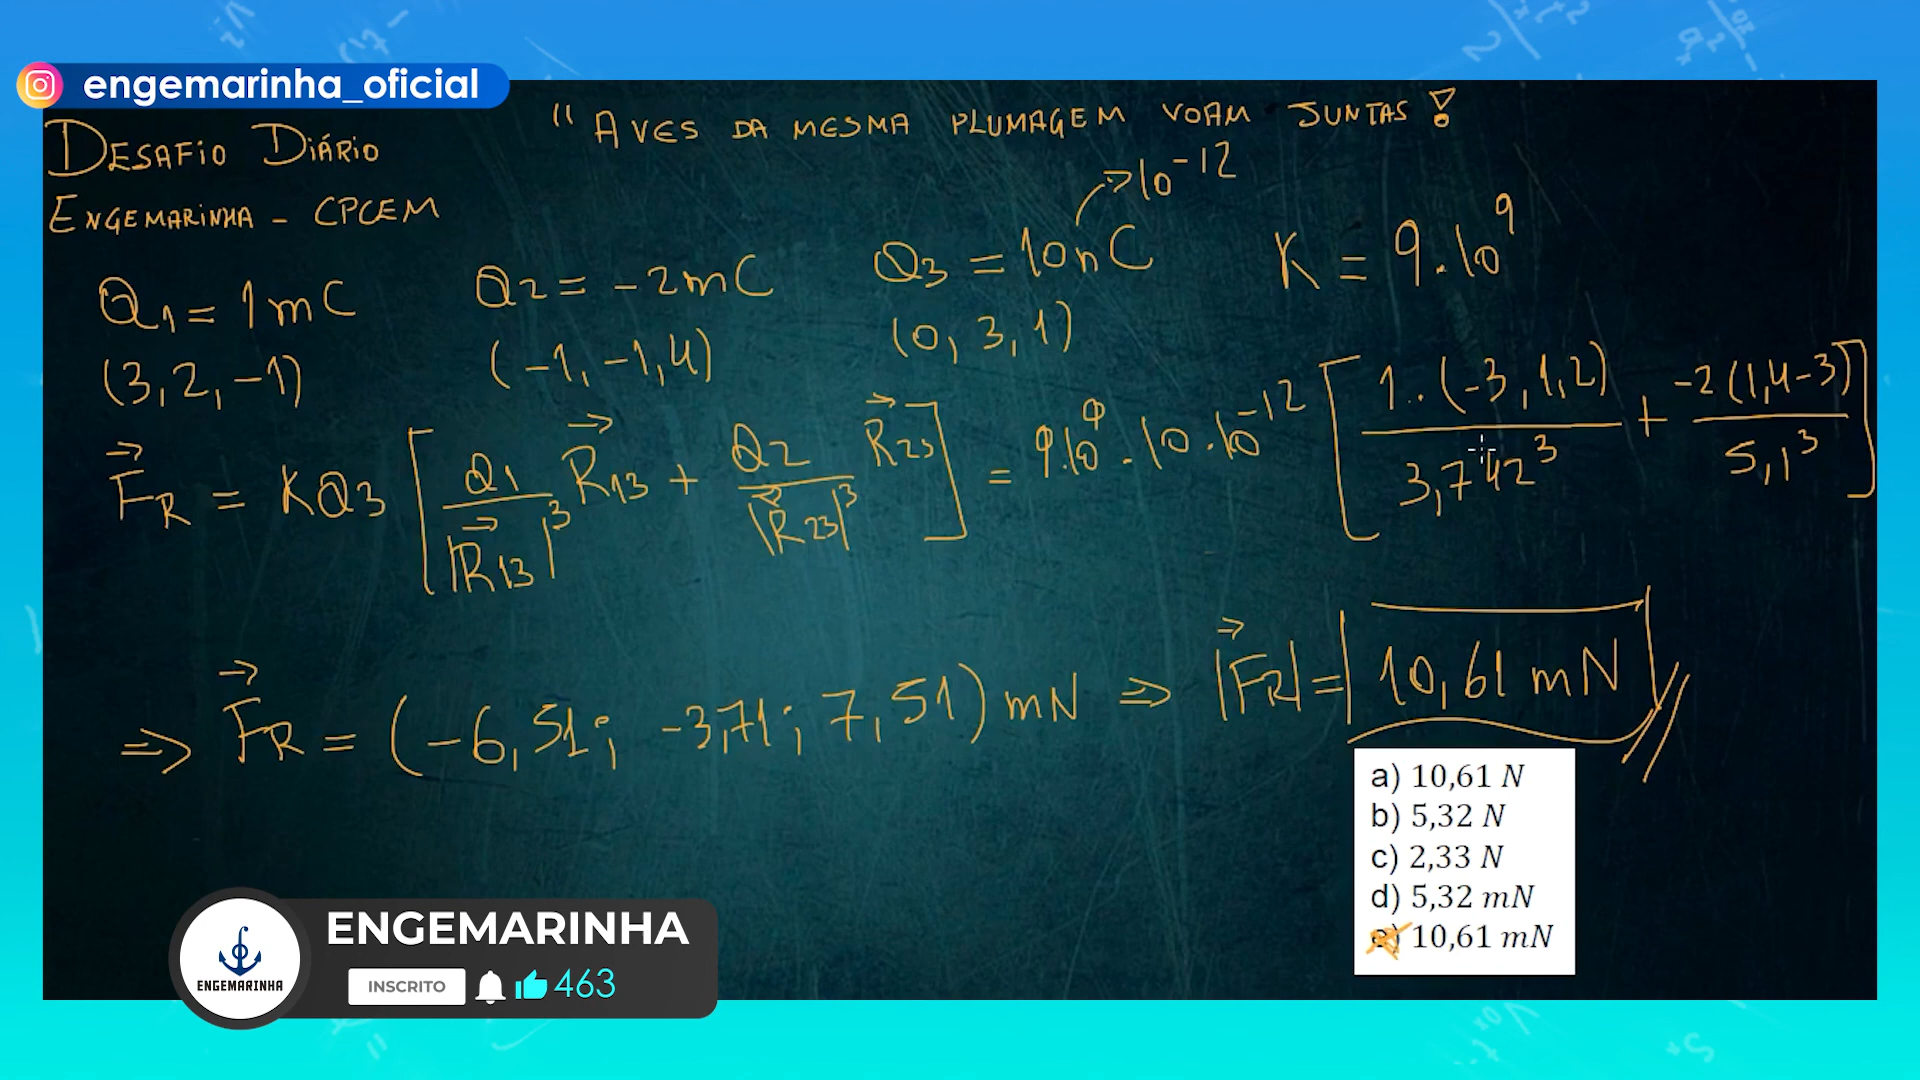 engemarinha_oficial
DESAFIO DIÁRIO
"AVES DA MESMA PLUMAGEM VOAM JUNTAS!
ENGEMARINHA - CPCEM
→10⁻¹²
Q₁ = 1mC
Q₂ = -2mC
Q₃ = 10nC
K = 9.10⁹
(3, 2, -1)
(-1, -1, 4)
(0, 3, 1)
F⃗R = KQ₃ [Q₁/|R⃗₁₃|³ R⃗₁₃ + Q₂/|R⃗₂₃|³ R⃗₂₃] = 9.10⁹.10.10⁻¹² [1.(-3,1,2)/3,742³ + -2(1,4-3)/5,1³]
⇒ F⃗R = (-6,51; -3,71; 7,51) mN ⇒ |F⃗R| = 10,61 mN
a) 10,61 N
b) 5,32 N
c) 2,33 N
d) 5,32 mN
e) 10,61 mN
ENGEMARINHA
ENGEMARINHA
INSCRITO
463